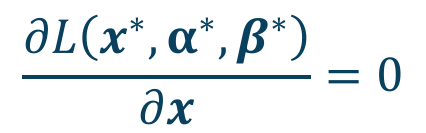 ∂L(x*, α*, β*)
∂x
= 0